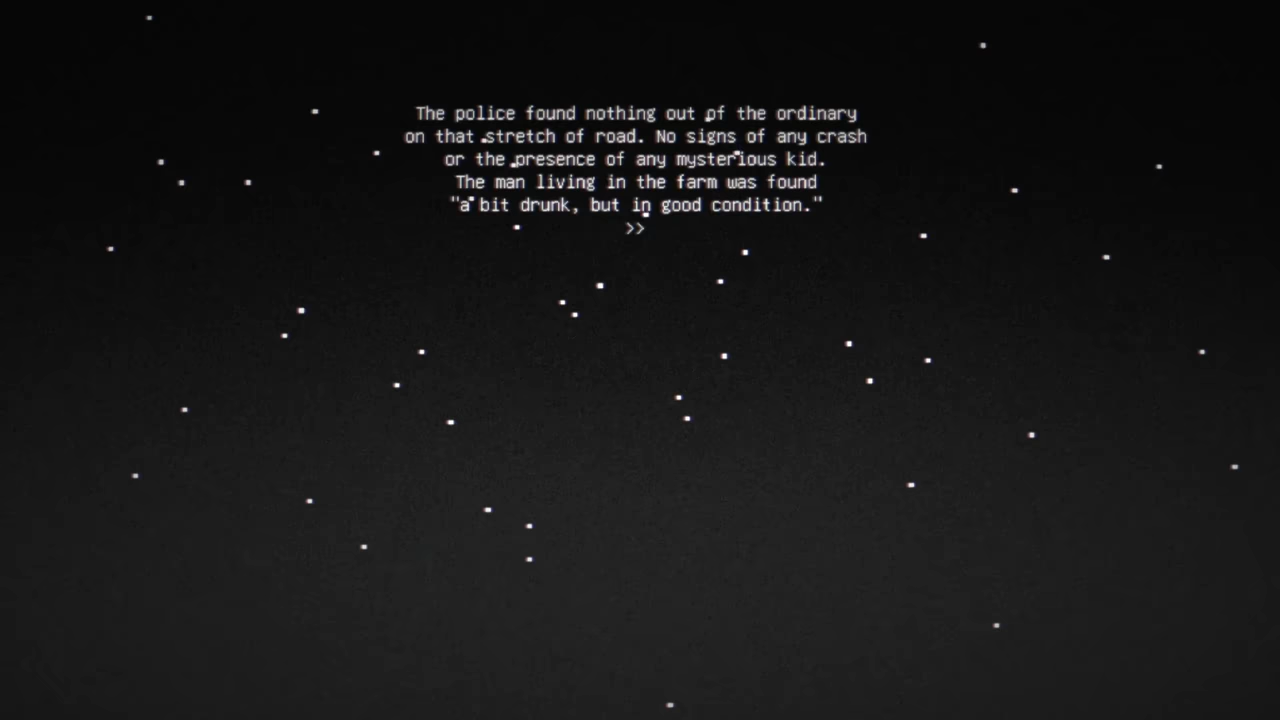 The police found nothing out of the ordinary
on that stretch of road. No signs of any crash
or the presence of any mysterious kid.
The man living in the farm was found
"a bit drunk, but in good condition."
>>